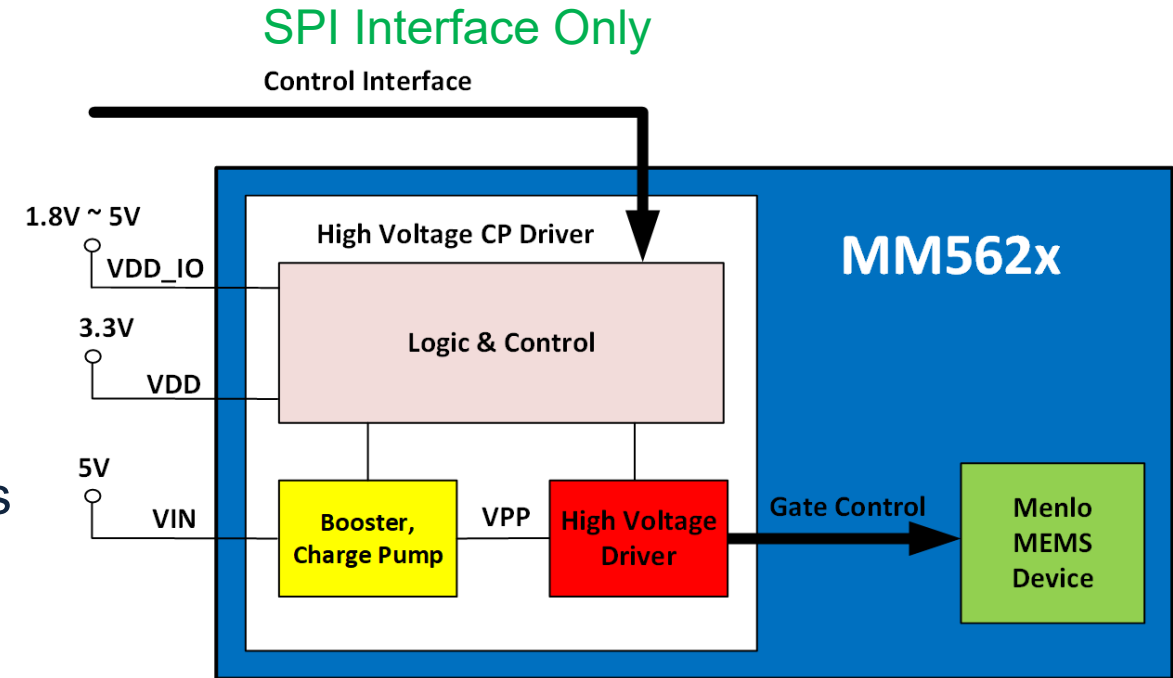 SPI Interface Only
Control Interface
1.8V ~ 5V
VDD_IO
High Voltage CP Driver
MM562x
3.3V
VDD
Logic & Control
5V
s
VIN
Booster,
Charge Pump
VPP
High Voltage
Driver
Gate Control
Menlo
MEMS
Device